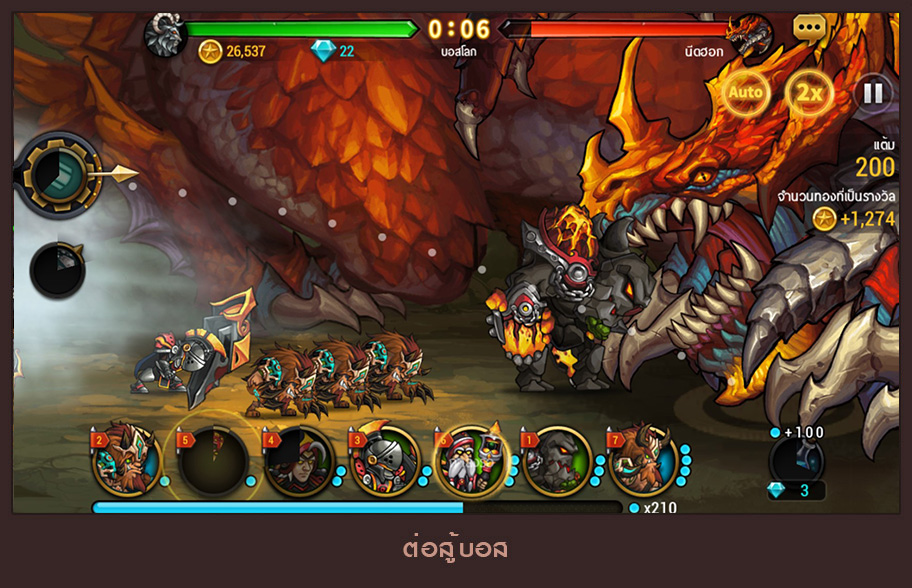 0:06
26,537
22
บอสโลก
นีดฮอก
Auto
2x
แต้ม
200
จำนวนทองที่เป็นรางวัล
+1,274
2
5
4
3
6
1
7
+100
3
x210
ต่อสู้บอส